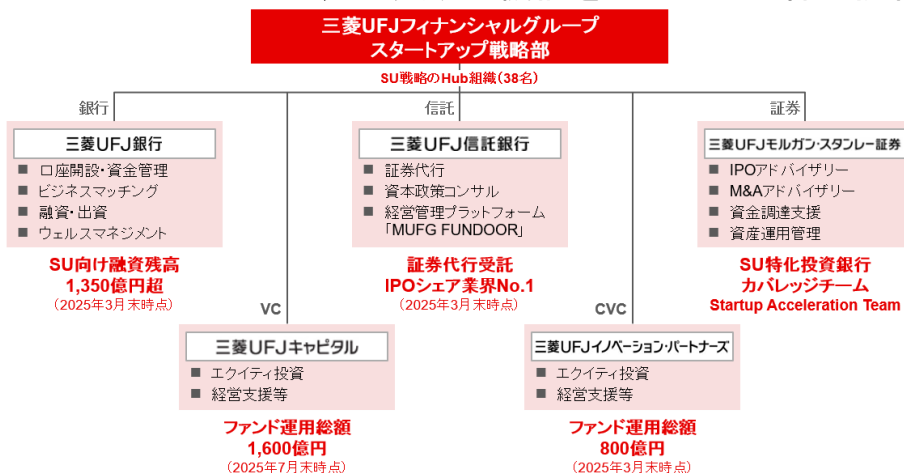 三菱UFJフィナンシャルグループ
スタートアップ戦略部
SU戦略のHub組織(38名)
銀行
三菱UFJ銀行
■ 口座開設・資金管理
■ ビジネスマッチング
■ 融資・出資
■ ウェルスマネジメント
SU向け融資残高
1,350億円超
(2025年3月末時点)
信託
三菱UFJ信託銀行
■ 証券代行
■ 資本政策コンサル
■ 経営管理プラットフォーム
「MUFG FUNDOOR」
証券代行受託
IPOシェア業界No.1
(2025年3月末時点)
証券
三菱UFJモルガン・スタンレー証券
■ IPOアドバイザリー
■ M&Aアドバイザリー
■ 資金調達支援
■ 資産運用管理
SU特化投資銀行
カバレッジチーム
Startup Acceleration Team
VC
三菱UFJキャピタル
■ エクイティ投資
■ 経営支援等
ファンド運用総額
1,600億円
(2025年7月末時点)
CVC
三菱UFJイノベーション・パートナーズ
■ エクイティ投資
■ 経営支援等
ファンド運用総額
800億円
(2025年3月末時点)